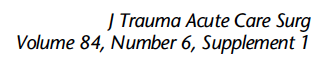 J Trauma Acute Care Surg
Volume 84, Number 6, Supplement 1